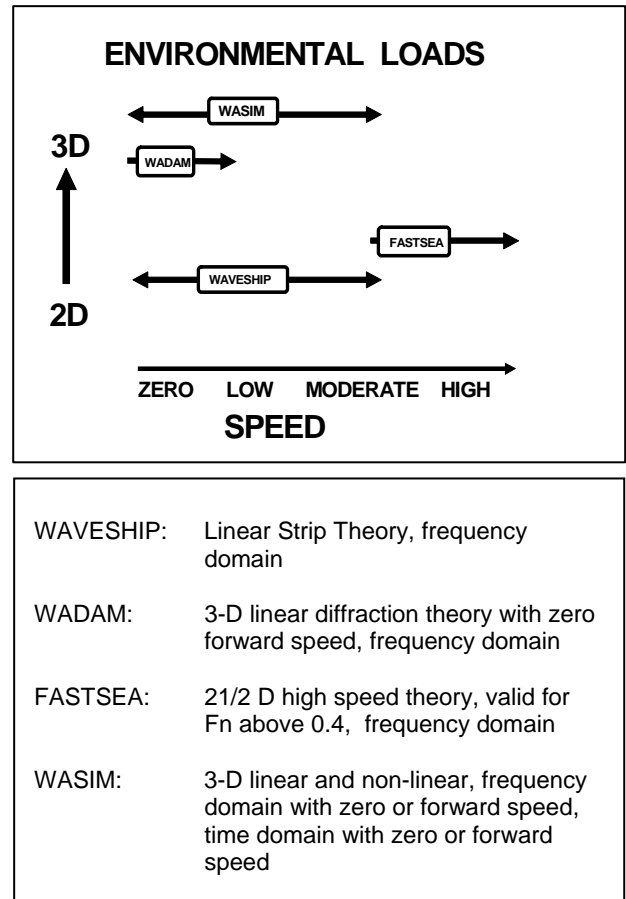 ENVIRONMENTAL LOADS
WASIM
3D
WADAM
FASTSEA
WAVESHIP
2D
ZERO LOW MODERATE HIGH
SPEED
WAVESHIP: Linear Strip Theory, frequency
domain
WADAM: 3-D linear diffraction theory with zero
forward speed, frequency domain
FASTSEA: 21/2 D high speed theory, valid for
Fn above 0.4, frequency domain
WASIM: 3-D linear and non-linear, frequency
domain with zero or forward speed,
time domain with zero or forward
speed